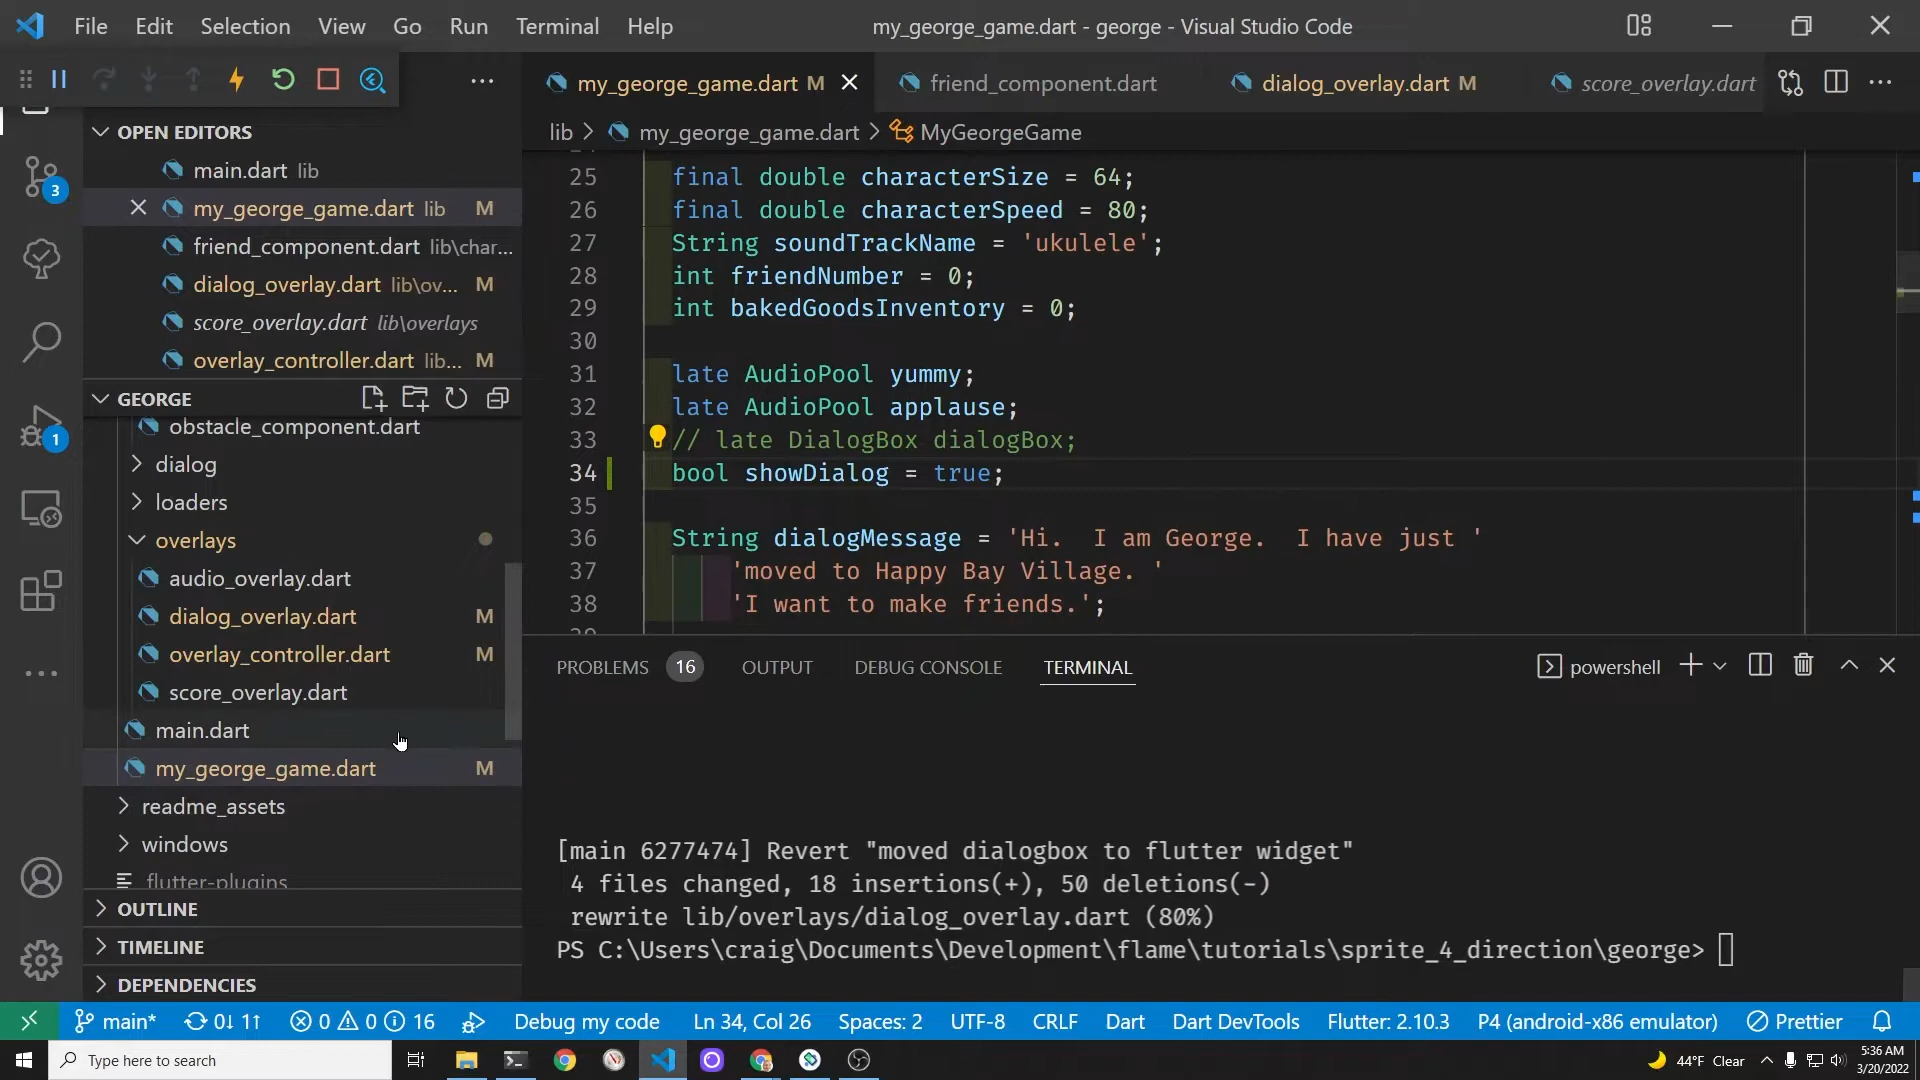 File Edit Selection View Go Run Terminal Help
my_george_game.dart - george - Visual Studio Code
my_george_game.dart M
friend_component.dart
dialog_overlay.dart M
score_overlay.dart
lib > my_george_game.dart > MyGeorgeGame
OPEN EDITORS
main.dart lib
my_george_game.dart lib M
friend_component.dart lib\char...
dialog_overlay.dart lib\ov... M
score_overlay.dart lib\overlays
overlay_controller.dart lib... M
3
1
GEORGE
obstacle_component.dart
dialog
loaders
overlays
audio_overlay.dart
dialog_overlay.dart M
overlay_controller.dart M
score_overlay.dart
main.dart
my_george_game.dart M
readme_assets
windows
flutter-plugins
OUTLINE
TIMELINE
DEPENDENCIES
25 final double characterSize = 64;
26 final double characterSpeed = 80;
27 String soundTrackName = 'ukulele';
28 int friendNumber = 0;
29 int bakedGoodsInventory = 0;
30
31 late AudioPool yummy;
32 late AudioPool applause;
33 // late DialogBox dialogBox;
34 bool showDialog = true;
35
36 String dialogMessage = 'Hi.  I am George.  I have just '
37 'moved to Happy Bay Village. '
38 'I want to make friends.';
PROBLEMS 16 OUTPUT DEBUG CONSOLE TERMINAL
powershell
[main 6277474] Revert "moved dialogbox to flutter widget"
4 files changed, 18 insertions(+), 50 deletions(-)
rewrite lib/overlays/dialog_overlay.dart (80%)
PS C:\Users\craig\Documents\Development\flame\tutorials\sprite_4_direction\george>
main* 0↓ 1↑ 0 0 16 Debug my code Ln 34, Col 26 Spaces: 2 UTF-8 CRLF Dart Dart DevTools Flutter: 2.10.3 P4 (android-x86 emulator) Prettier
Type here to search
44°F Clear
5:36 AM
3/20/2022